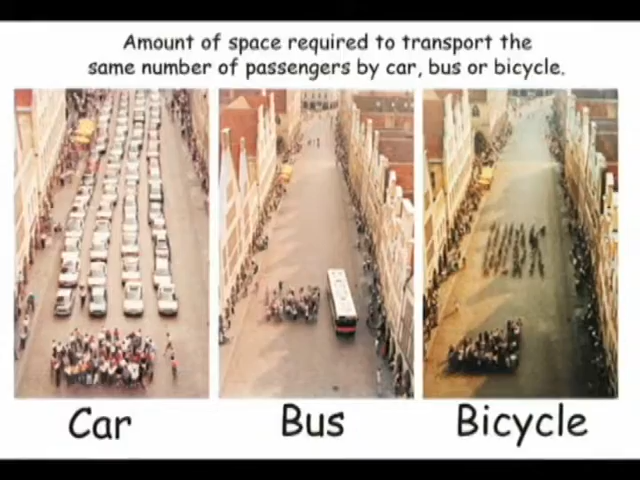 Amount of space required to transport the
same number of passengers by car, bus or bicycle.
Car
Bus
Bicycle